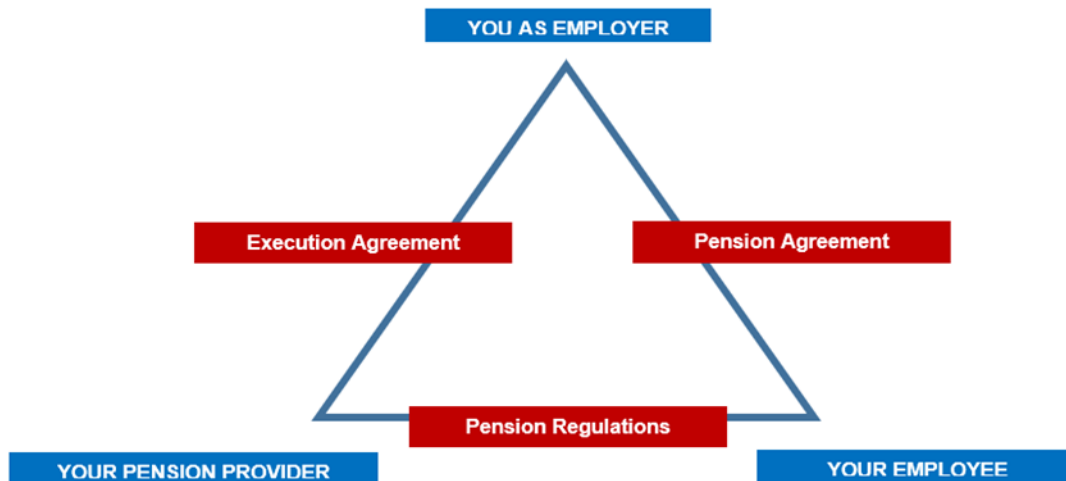 YOU AS EMPLOYER
Execution Agreement
Pension Agreement
Pension Regulations
YOUR PENSION PROVIDER
YOUR EMPLOYEE